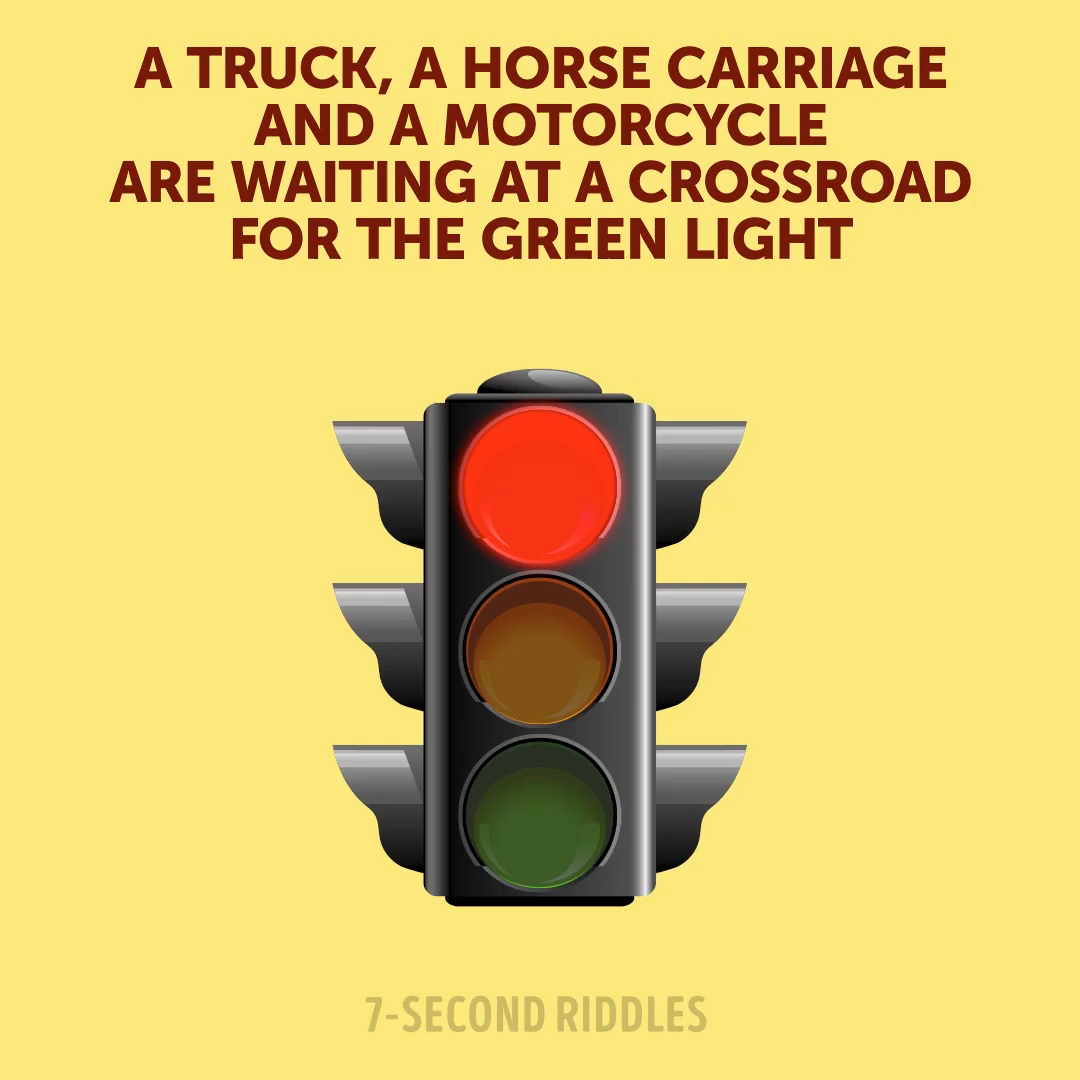 A TRUCK, A HORSE CARRIAGE
AND A MOTORCYCLE
ARE WAITING AT A CROSSROAD
FOR THE GREEN LIGHT
7-SECOND RIDDLES